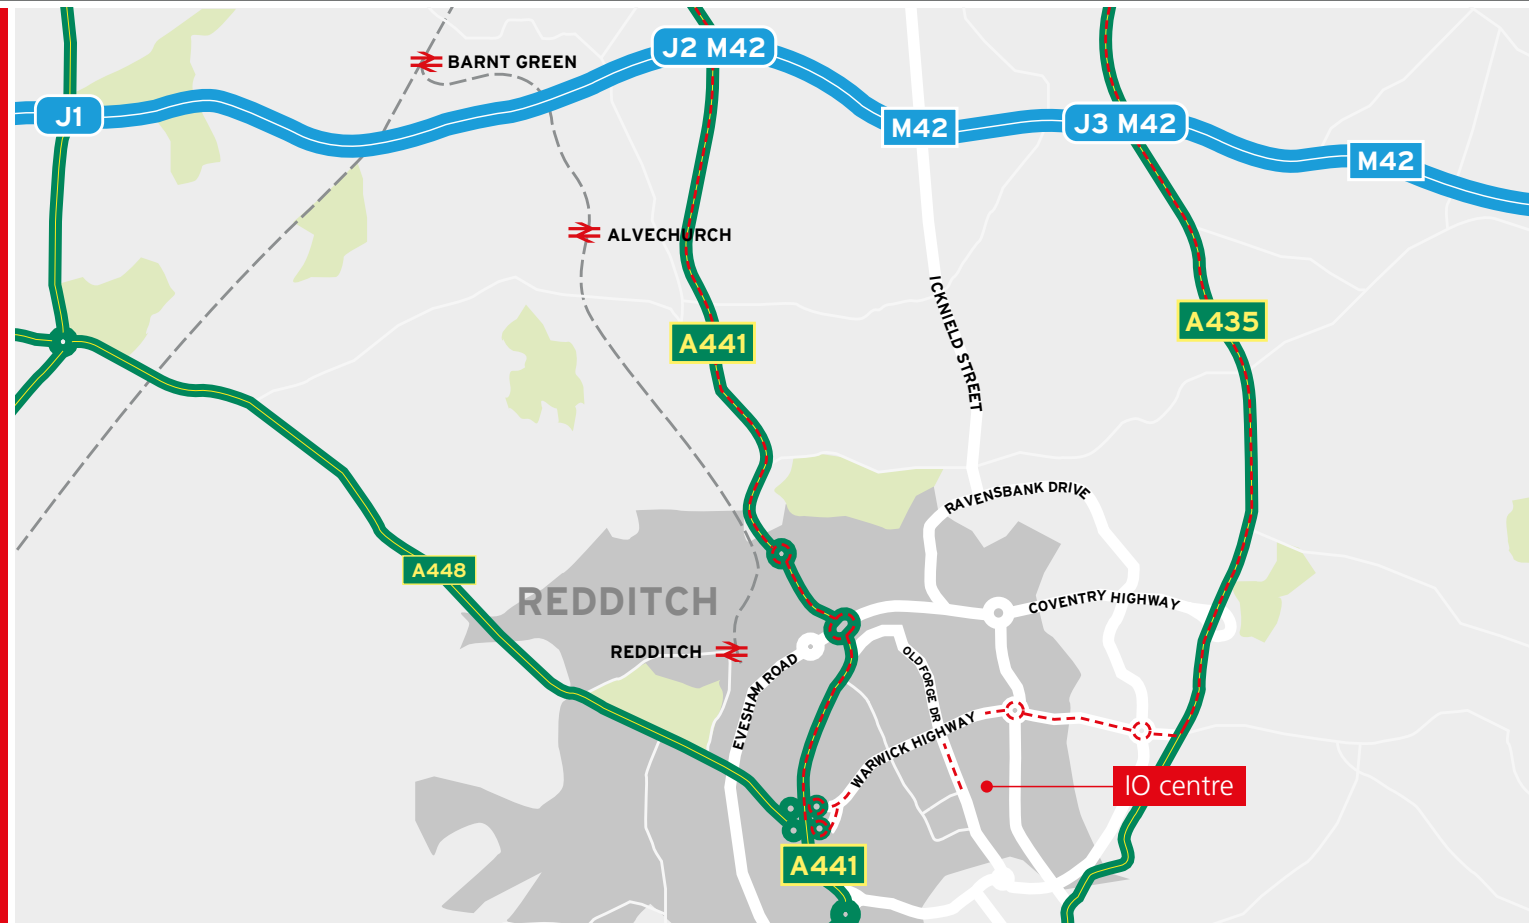 BARNT GREEN
J2 M42
J1
M42
J3 M42
M42
ALVECHURCH
ICKNIELD STREET
A441
A435
RAVENSBANK DRIVE
A448
REDDITCH
COVENTRY HIGHWAY
REDDITCH
EVESHAM ROAD
OLD FORGE DR
WARWICK HIGHWAY
IO centre
A441